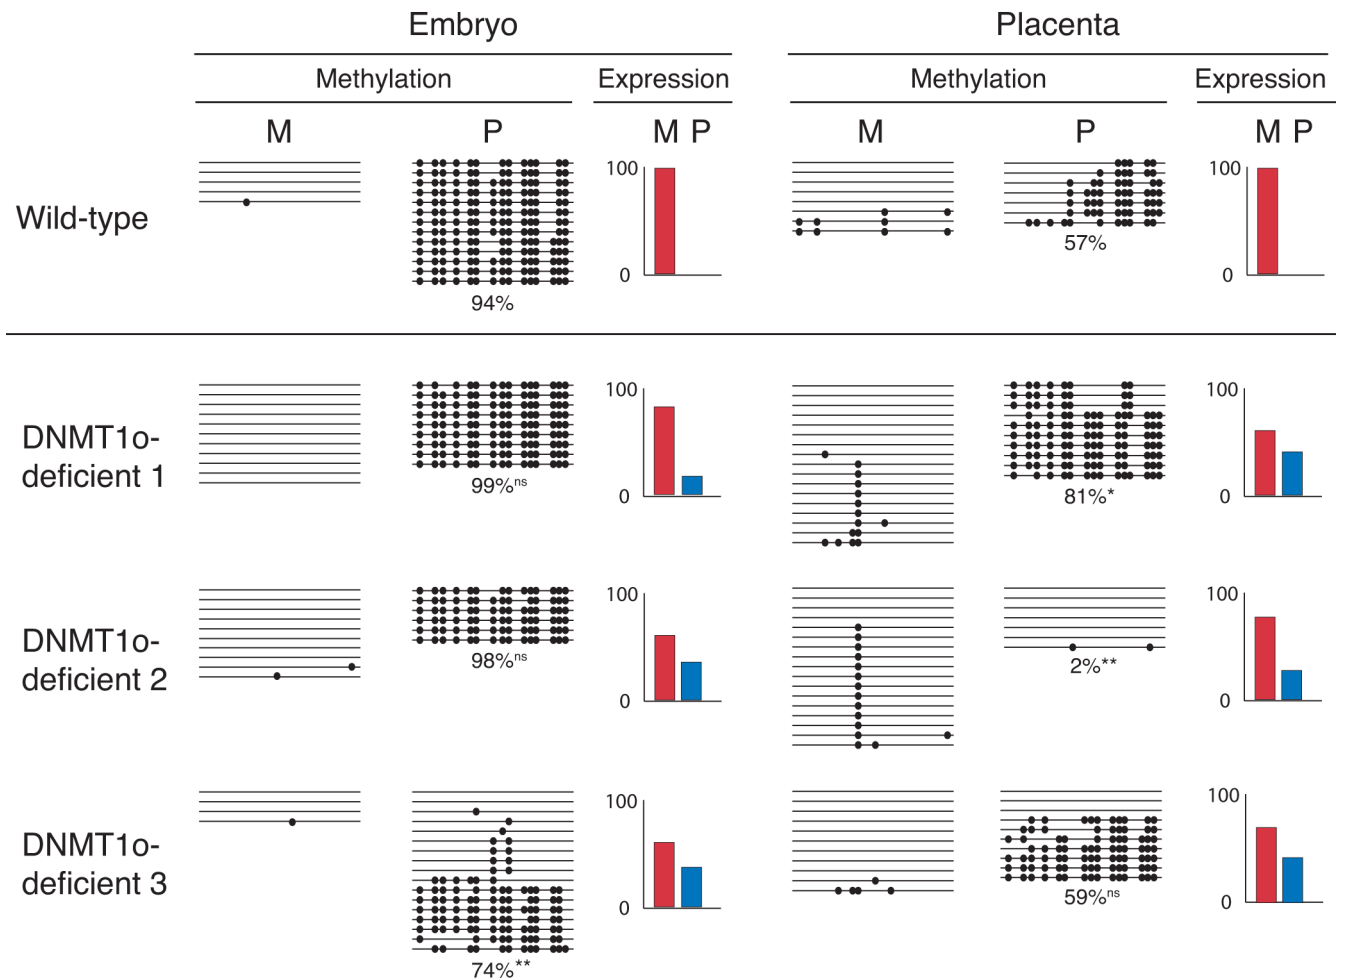 Embryo Placenta
Methylation Expression Methylation Expression
M P M P M P M P
Wild-type
100
0
94%
57%
100
0
DNMT1o-
deficient 1
100
0
99%ns
81%*
100
0
DNMT1o-
deficient 2
100
0
98%ns
2%**
100
0
DNMT1o-
deficient 3
100
0
74%**
59%ns
100
0